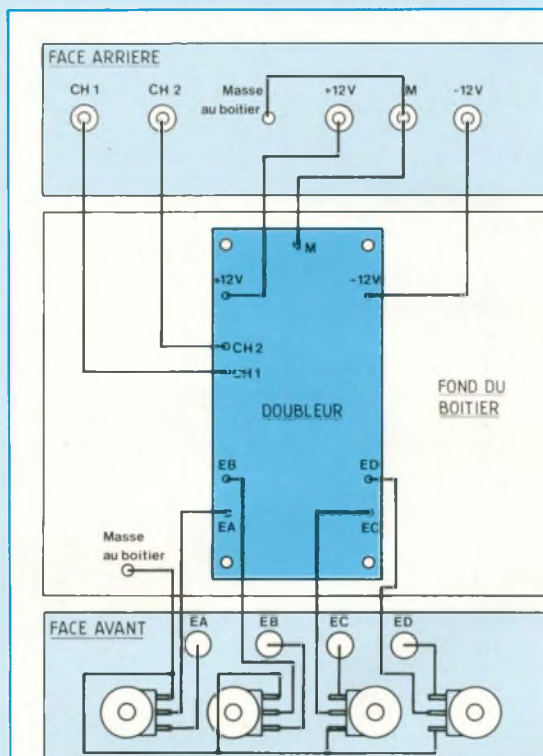 FACE ARRIERE
CH 1 CH 2 Masse au boitier +12V M -12V
M
+12V -12V
CH 2
CH 1
DOUBLEUR
FOND DU
BOITIER
EB ED
EA EC
Masse
au boitier
FACE AVANT
EA EB EC ED